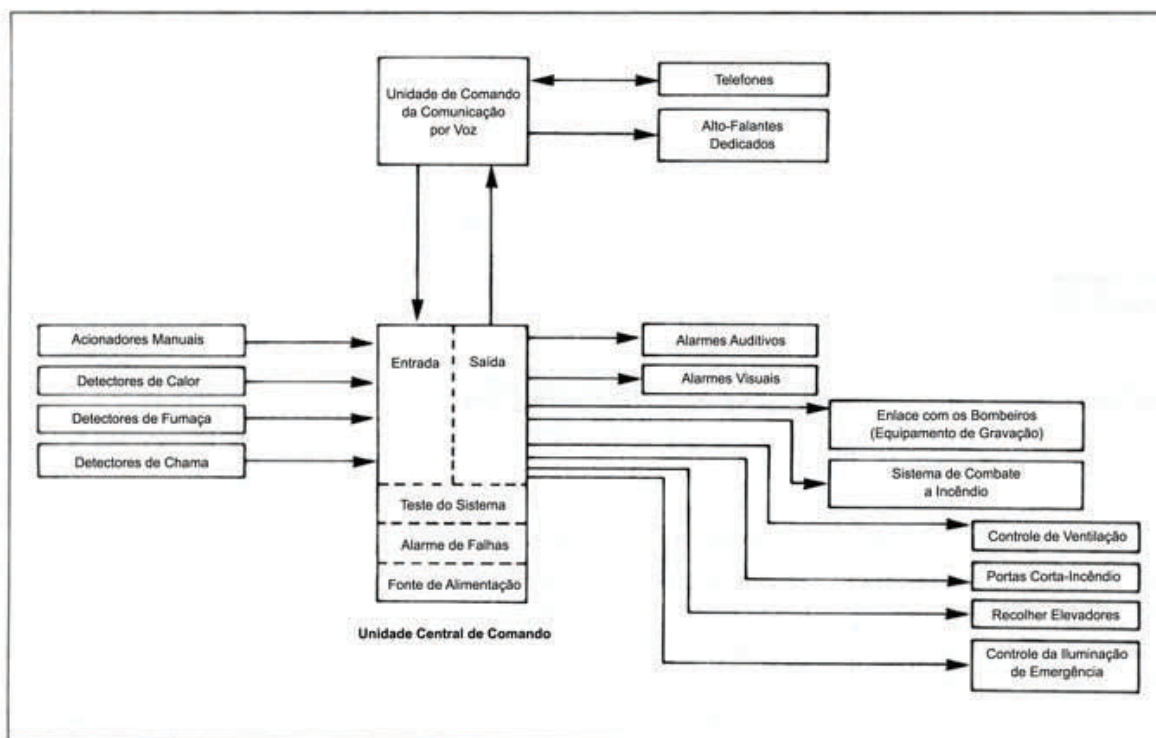 Unidade de Comando
da Comunicação
por Voz
Telefones
Alto-Falantes
Dedicados
Acionadores Manuais
Detectores de Calor
Detectores de Fumaça
Detectores de Chama
Entrada
Saída
Teste do Sistema
Alarme de Falhas
Fonte de Alimentação
Unidade Central de Comando
Alarmes Auditivos
Alarmes Visuais
Enlace com os Bombeiros
(Equipamento de Gravação)
Sistema de Combate
a Incêndio
Controle de Ventilação
Portas Corta-Incêndio
Recolher Elevadores
Controle da Iluminação
de Emergência